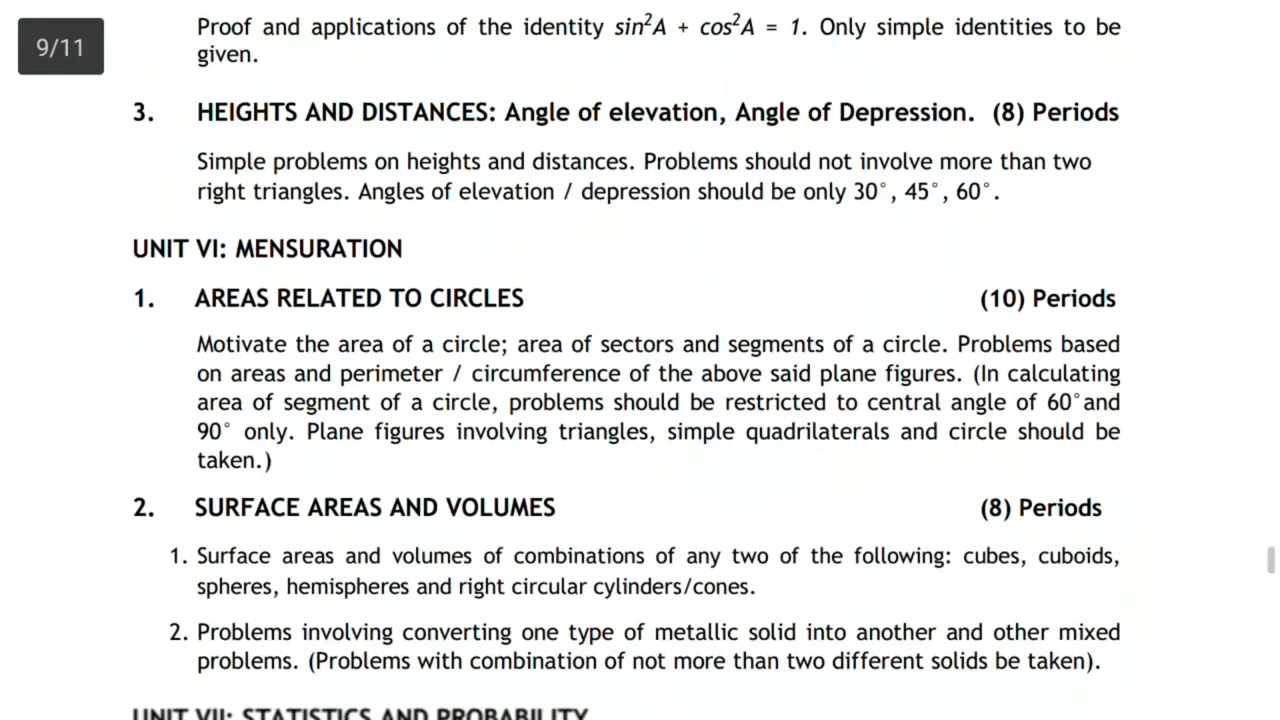 9/11
Proof and applications of the identity sin²A + cos²A = 1. Only simple identities to be
given.
3. HEIGHTS AND DISTANCES: Angle of elevation, Angle of Depression. (8) Periods
Simple problems on heights and distances. Problems should not involve more than two
right triangles. Angles of elevation / depression should be only 30°, 45°, 60°.
UNIT VI: MENSURATION
1. AREAS RELATED TO CIRCLES (10) Periods
Motivate the area of a circle; area of sectors and segments of a circle. Problems based
on areas and perimeter / circumference of the above said plane figures. (In calculating
area of segment of a circle, problems should be restricted to central angle of 60°and
90° only. Plane figures involving triangles, simple quadrilaterals and circle should be
taken.)
2. SURFACE AREAS AND VOLUMES (8) Periods
1. Surface areas and volumes of combinations of any two of the following: cubes, cuboids,
spheres, hemispheres and right circular cylinders/cones.
2. Problems involving converting one type of metallic solid into another and other mixed
problems. (Problems with combination of not more than two different solids be taken).
UNIT VII: STATISTICS AND PROBABILITY